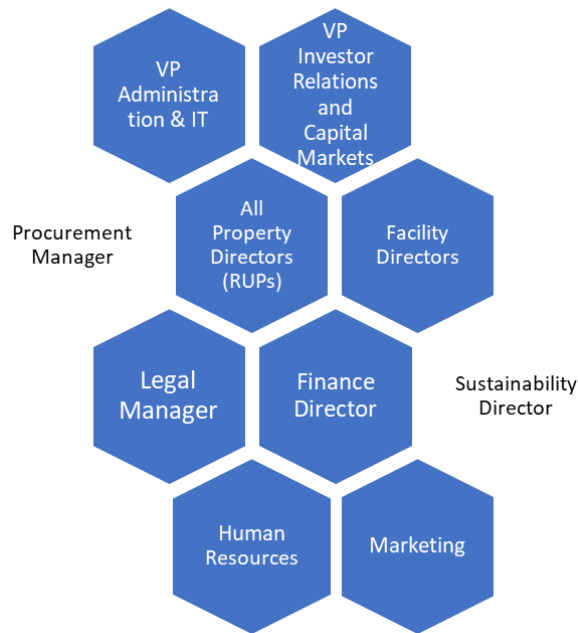 VP
Administra
tion & IT
VP
Investor
Relations
and
Capital
Markets
Procurement
Manager
All
Property
Directors
(RUPs)
Facility
Directors
Legal
Manager
Finance
Director
Sustainability
Director
Human
Resources
Marketing